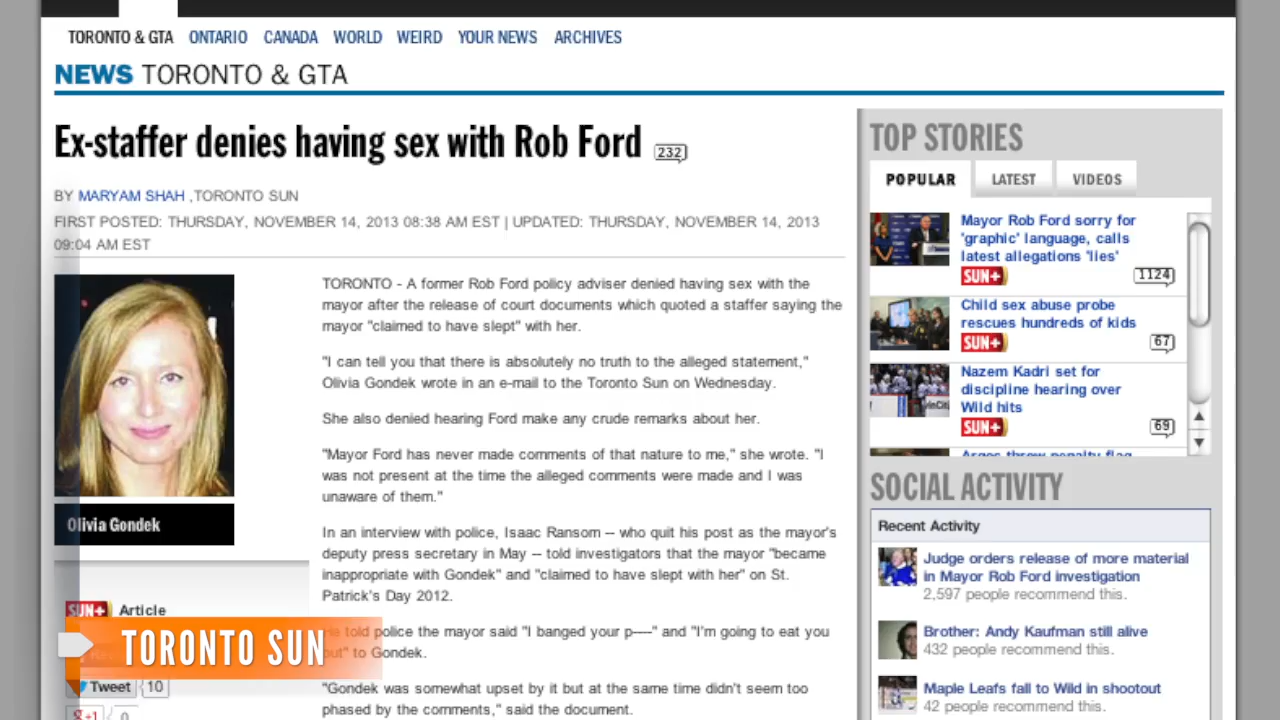 TORONTO & GTA ONTARIO CANADA WORLD WEIRD YOUR NEWS ARCHIVES
NEWS TORONTO & GTA
Ex-staffer denies having sex with Rob Ford 232
BY MARYAM SHAH ,TORONTO SUN
FIRST POSTED: THURSDAY, NOVEMBER 14, 2013 08:38 AM EST | UPDATED: THURSDAY, NOVEMBER 14, 2013
09:04 AM EST
Olivia Gondek
SUN+ Article
Tweet 10
+1 0
TORONTO - A former Rob Ford policy adviser denied having sex with the
mayor after the release of court documents which quoted a staffer saying the
mayor "claimed to have slept" with her.
"I can tell you that there is absolutely no truth to the alleged statement,"
Olivia Gondek wrote in an e-mail to the Toronto Sun on Wednesday.
She also denied hearing Ford make any crude remarks about her.
"Mayor Ford has never made comments of that nature to me," she wrote. "I
was not present at the time the alleged comments were made and I was
unaware of them."
In an interview with police, Isaac Ransom -- who quit his post as the mayor's
deputy press secretary in May -- told investigators that the mayor "became
inappropriate with Gondek" and "claimed to have slept with her" on St.
Patrick's Day 2012.
He told police the mayor said "I banged your p----" and "I'm going to eat you
out" to Gondek.
"Gondek was somewhat upset by it but at the same time didn't seem too
phased by the comments," said the document.
TORONTO SUN
TOP STORIES
POPULAR LATEST VIDEOS
Mayor Rob Ford sorry for
'graphic' language, calls
latest allegations 'lies'
SUN+ 1124
Child sex abuse probe
rescues hundreds of kids
SUN+ 67
Nazem Kadri set for
discipline hearing over
Wild hits
SUN+ 69
Argos throw penalty flag
SOCIAL ACTIVITY
Recent Activity
Judge orders release of more material
in Mayor Rob Ford investigation
2,597 people recommend this.
Brother: Andy Kaufman still alive
432 people recommend this.
Maple Leafs fall to Wild in shootout
42 people recommend this.